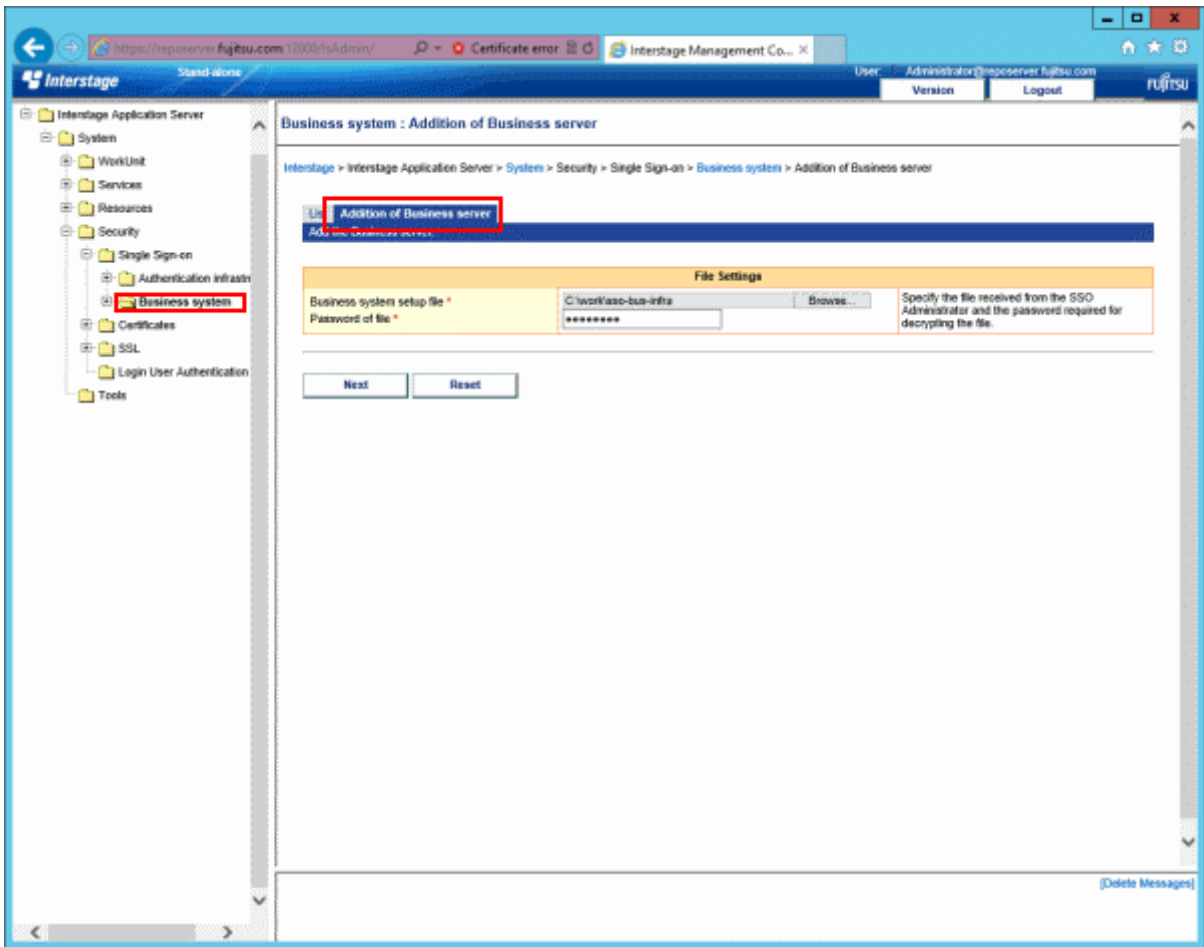 https://reposerver.fujitsu.com:12000/IsAdmin/ Certificate error Interstage Management Co...
Interstage Stand-alone User: Administrator@reposerver.fujitsu.com FUJITSU
Version Logout
Interstage Application Server
System
WorkUnit
Services
Resources
Security
Single Sign-on
Authentication infrastr
Business system
Certificates
SSL
Login User Authentication
Tools
Business system : Addition of Business server
Interstage > Interstage Application Server > System > Security > Single Sign-on > Business system > Addition of Business server
Addition of Business server
Add the Business server
File Settings
Business system setup file *
C:\work\sso-bus-infra Browse...
Password of file *
Specify the file received from the SSO
Administrator and the password required for
decrypting the file.
Next Reset
[Delete Messages]